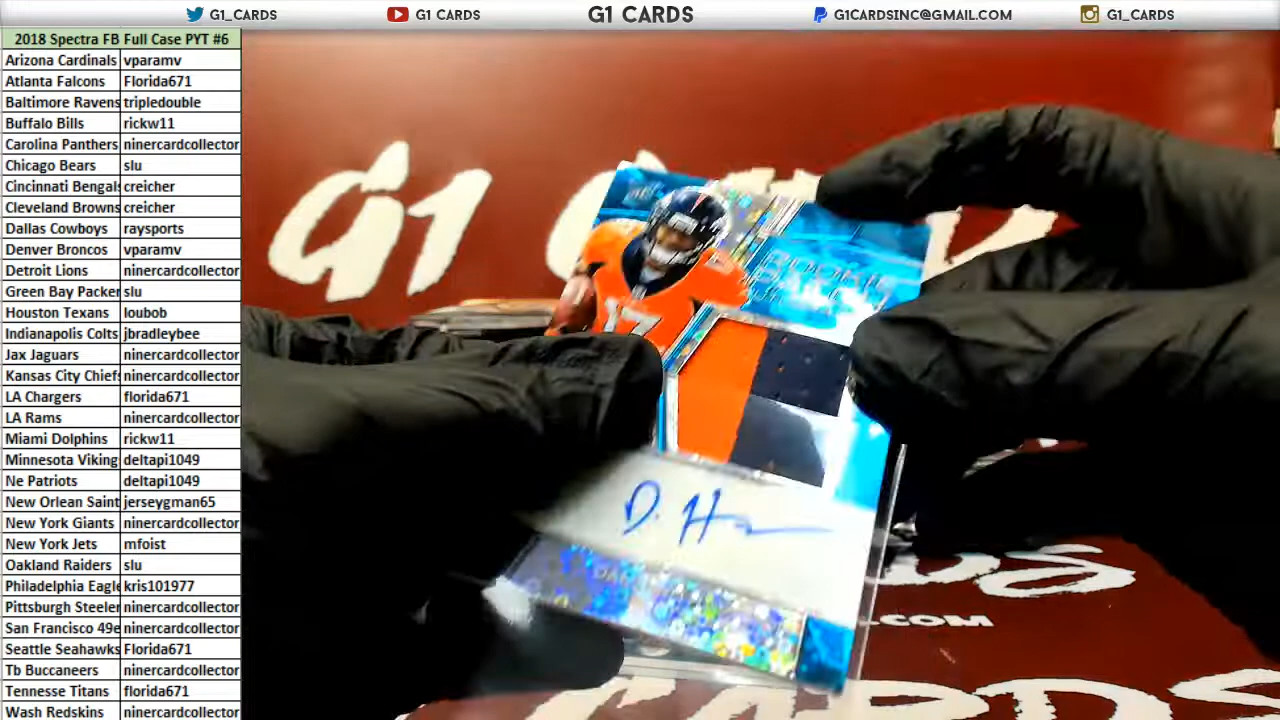 G1_CARDS G1 CARDS G1 CARDS G1CARDSINC@GMAIL.COM G1_CARDS
2018 Spectra FB Full Case PYT #6
Arizona Cardinals vparamv
Atlanta Falcons Florida671
Baltimore Ravens tripledouble
Buffalo Bills rickw11
Carolina Panthers ninercardcollector
Chicago Bears slu
Cincinnati Bengals creicher
Cleveland Browns creicher
Dallas Cowboys raysports
Denver Broncos vparamv
Detroit Lions ninercardcollector
Green Bay Packer slu
Houston Texans loubob
Indianapolis Colts jbradleybee
Jax Jaguars ninercardcollector
Kansas City Chiefs ninercardcollector
LA Chargers florida671
LA Rams ninercardcollector
Miami Dolphins rickw11
Minnesota Viking deltapi1049
Ne Patriots deltapi1049
New Orlean Saint jerseygman65
New York Giants ninercardcollector
New York Jets mfoist
Oakland Raiders slu
Philadelphia Eagle kris101977
Pittsburgh Steeler ninercardcollector
San Francisco 49e ninercardcollector
Seattle Seahawks Florida671
Tb Buccaneers ninercardcollector
Tennesse Titans florida671
Wash Redskins ninercardcollector
G1
ROOKIE
17
D. H
.COM
CARDS